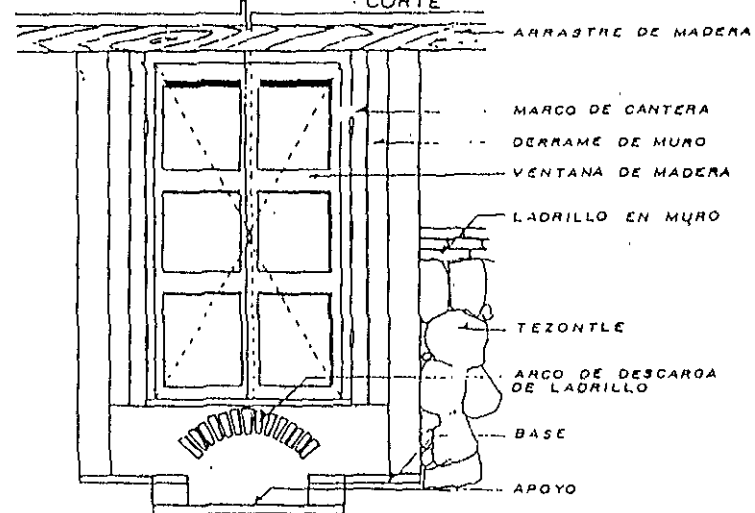 CORTE
ARRASTRE DE MADERA
MARCO DE CANTERA
DERRAME DE MURO
VENTANA DE MADERA
LADRILLO EN MURO
TEZONTLE
ARCO DE DESCARGA
DE LADRILLO
BASE
APOYO